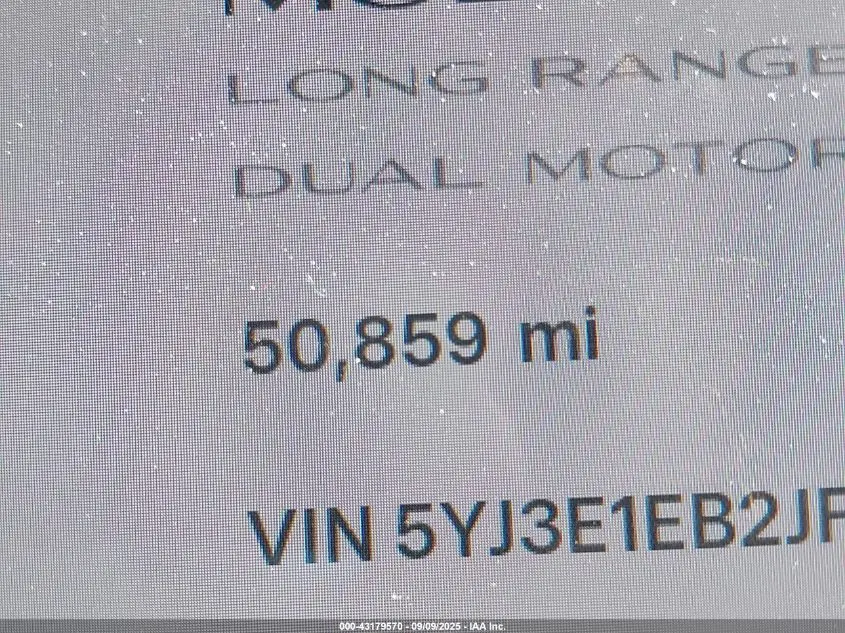 LONG RANGE
DUAL MOTOR
50,859 mi
VIN 5YJ3E1EB2JF
000-43179570 - 09/09/2025 - IAA Inc.